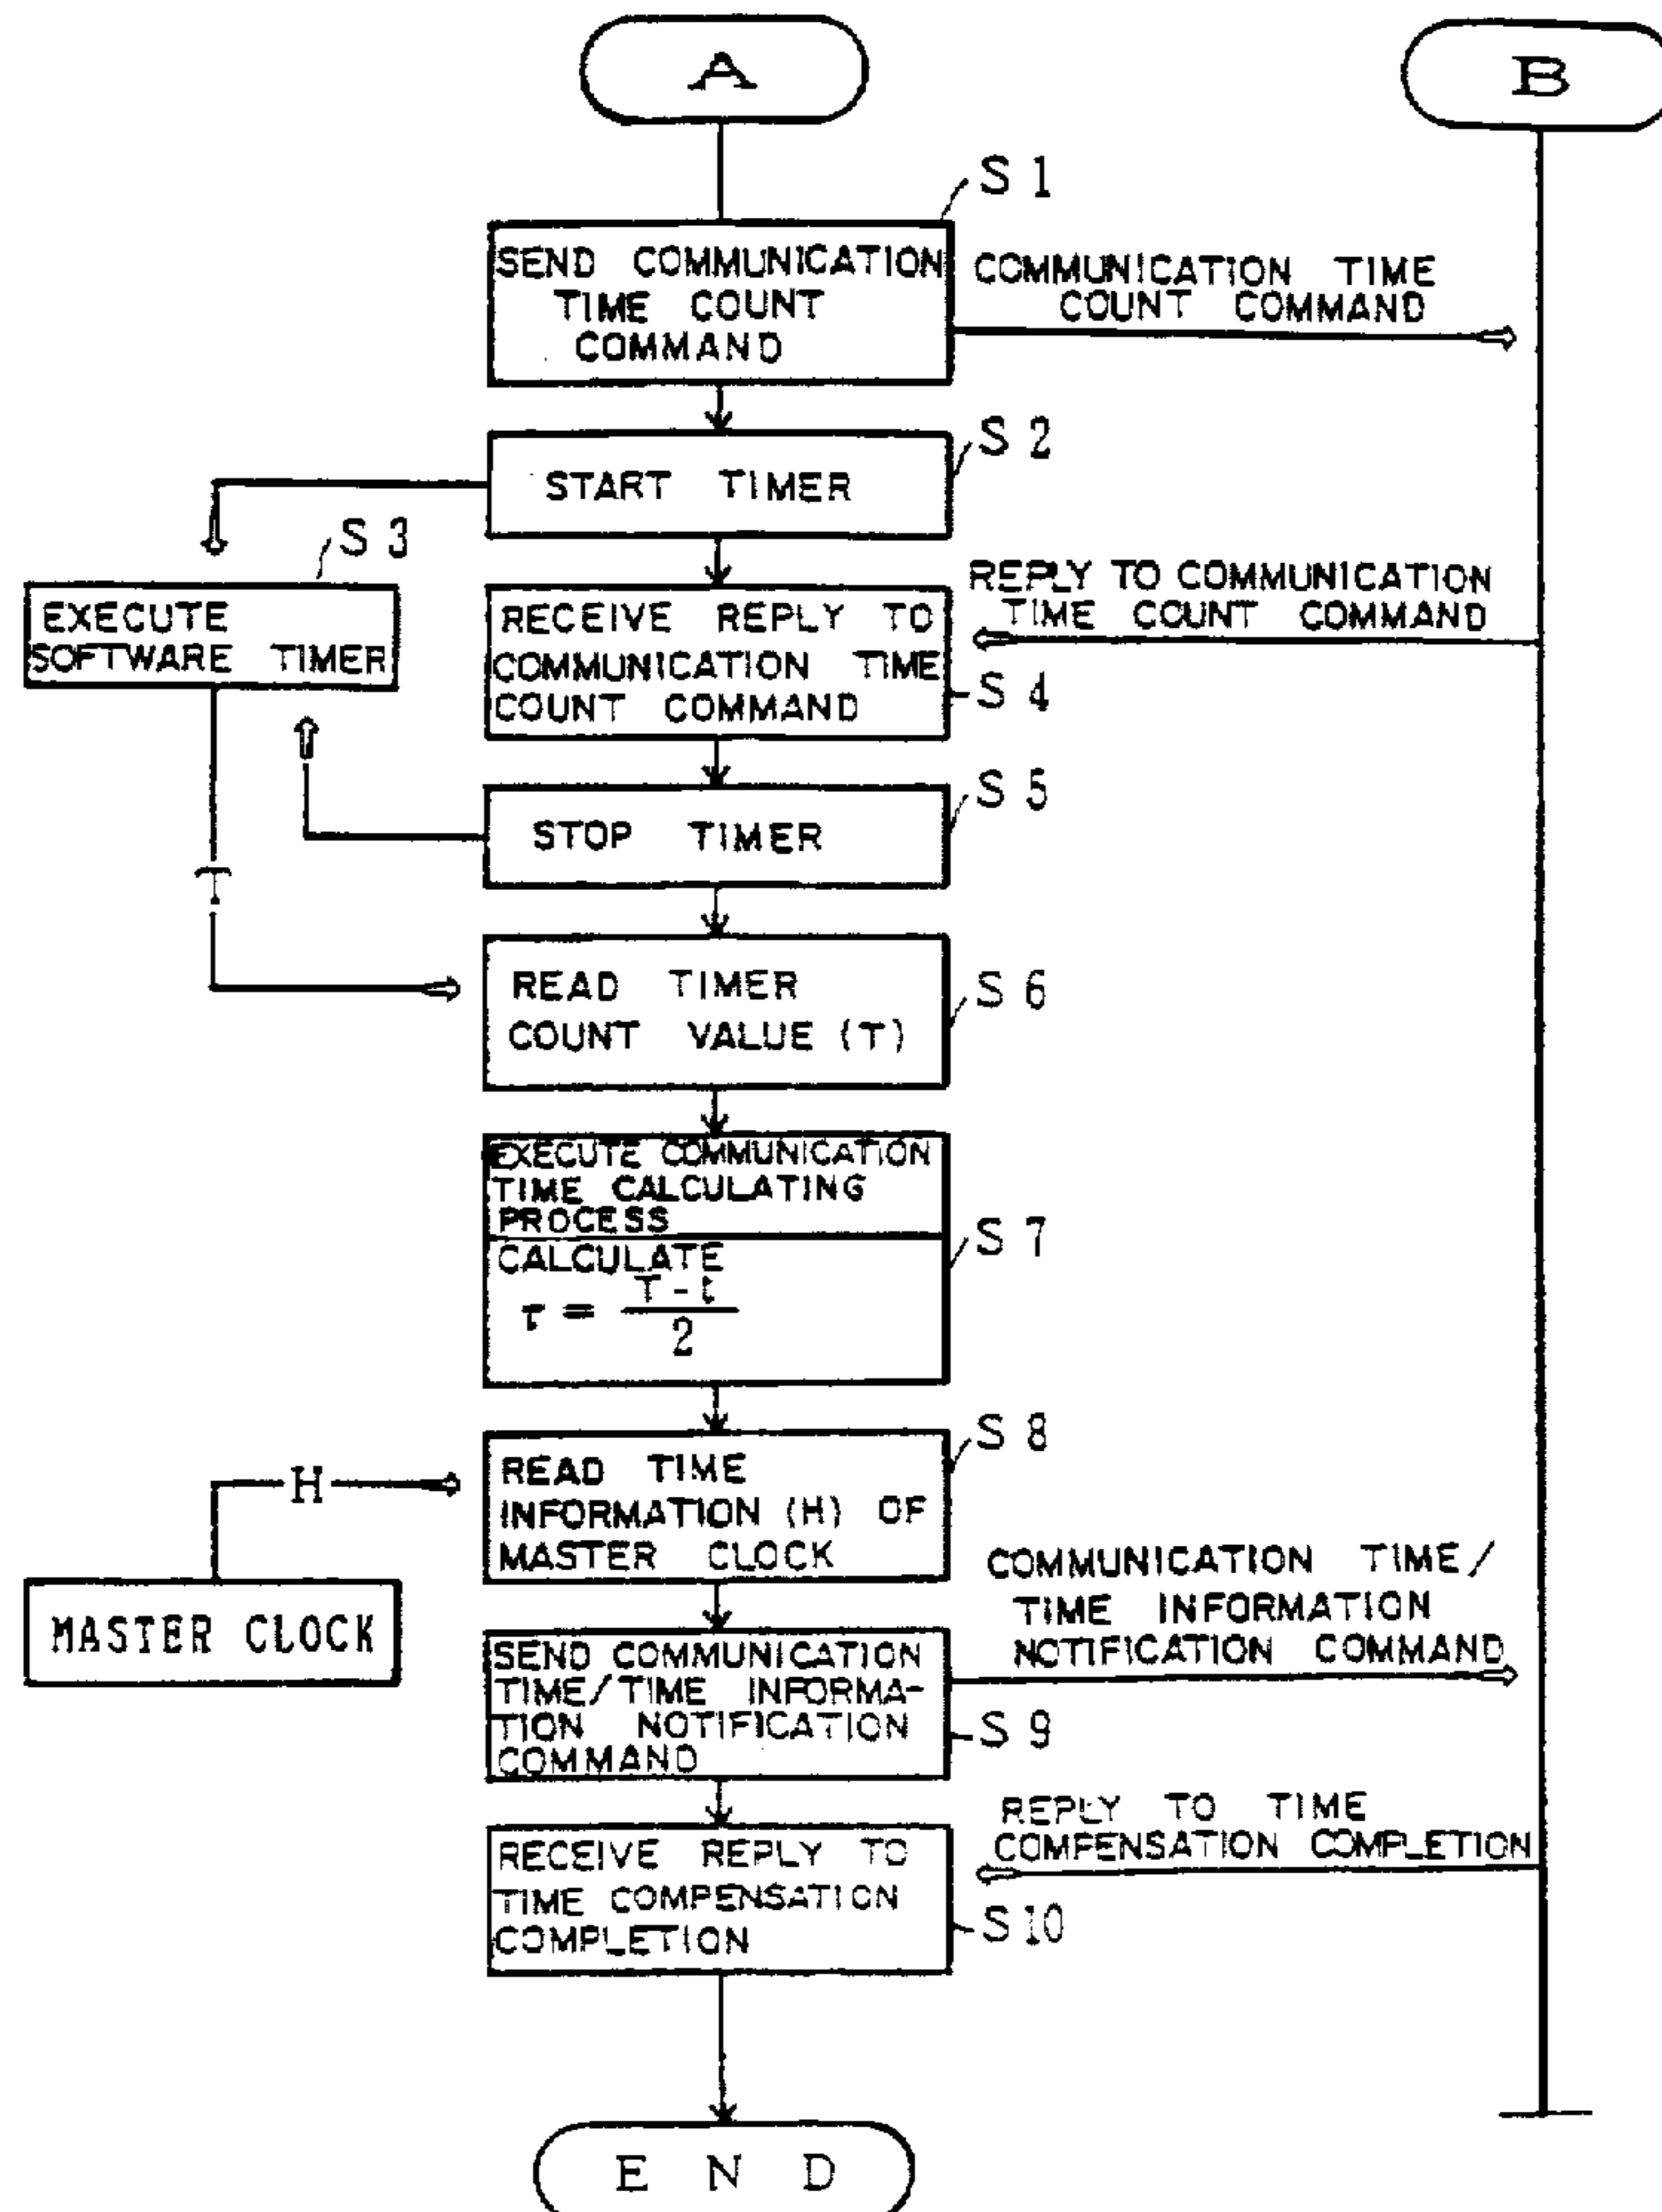 A
B
S 1
SEND COMMUNICATION
TIME COUNT
COMMAND
COMMUNICATION TIME
COUNT COMMAND
S 2
START TIMER
S 3
EXECUTE
SOFTWARE TIMER
REPLY TO COMMUNICATION
TIME COUNT COMMAND
RECEIVE REPLY TO
COMMUNICATION TIME
COUNT COMMAND
S 4
S 5
STOP TIMER
T
READ TIMER
COUNT VALUE (T)
S 6
EXECUTE COMMUNICATION
TIME CALCULATING
PROCESS
CALCULATE
τ = T - t / 2
S 7
S 8
H
READ TIME
INFORMATION (H) OF
MASTER CLOCK
MASTER CLOCK
COMMUNICATION TIME/
TIME INFORMATION
NOTIFICATION COMMAND
SEND COMMUNICATION
TIME/TIME INFORMA-
TION NOTIFICATION
COMMAND
S 9
REPLY TO TIME
COMPENSATION COMPLETION
RECEIVE REPLY TO
TIME COMPENSATION
COMPLETION
S 10
E N D